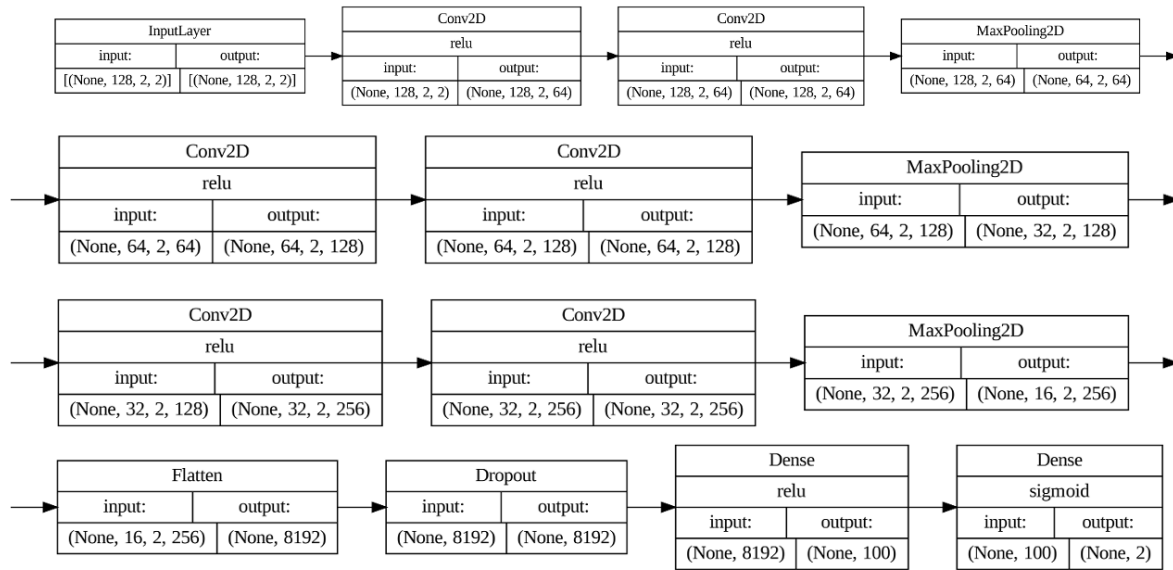 InputLayer
input: output:
[(None, 128, 2, 2)] [(None, 128, 2, 2)]
Conv2D
relu
input: output:
(None, 128, 2, 2) (None, 128, 2, 64)
Conv2D
relu
input: output:
(None, 128, 2, 64) (None, 128, 2, 64)
MaxPooling2D
input: output:
(None, 128, 2, 64) (None, 64, 2, 64)
Conv2D
relu
input: output:
(None, 64, 2, 64) (None, 64, 2, 128)
Conv2D
relu
input: output:
(None, 64, 2, 128) (None, 64, 2, 128)
MaxPooling2D
input: output:
(None, 64, 2, 128) (None, 32, 2, 128)
Conv2D
relu
input: output:
(None, 32, 2, 128) (None, 32, 2, 256)
Conv2D
relu
input: output:
(None, 32, 2, 256) (None, 32, 2, 256)
MaxPooling2D
input: output:
(None, 32, 2, 256) (None, 16, 2, 256)
Flatten
input: output:
(None, 16, 2, 256) (None, 8192)
Dropout
input: output:
(None, 8192) (None, 8192)
Dense
relu
input: output:
(None, 8192) (None, 100)
Dense
sigmoid
input: output:
(None, 100) (None, 2)